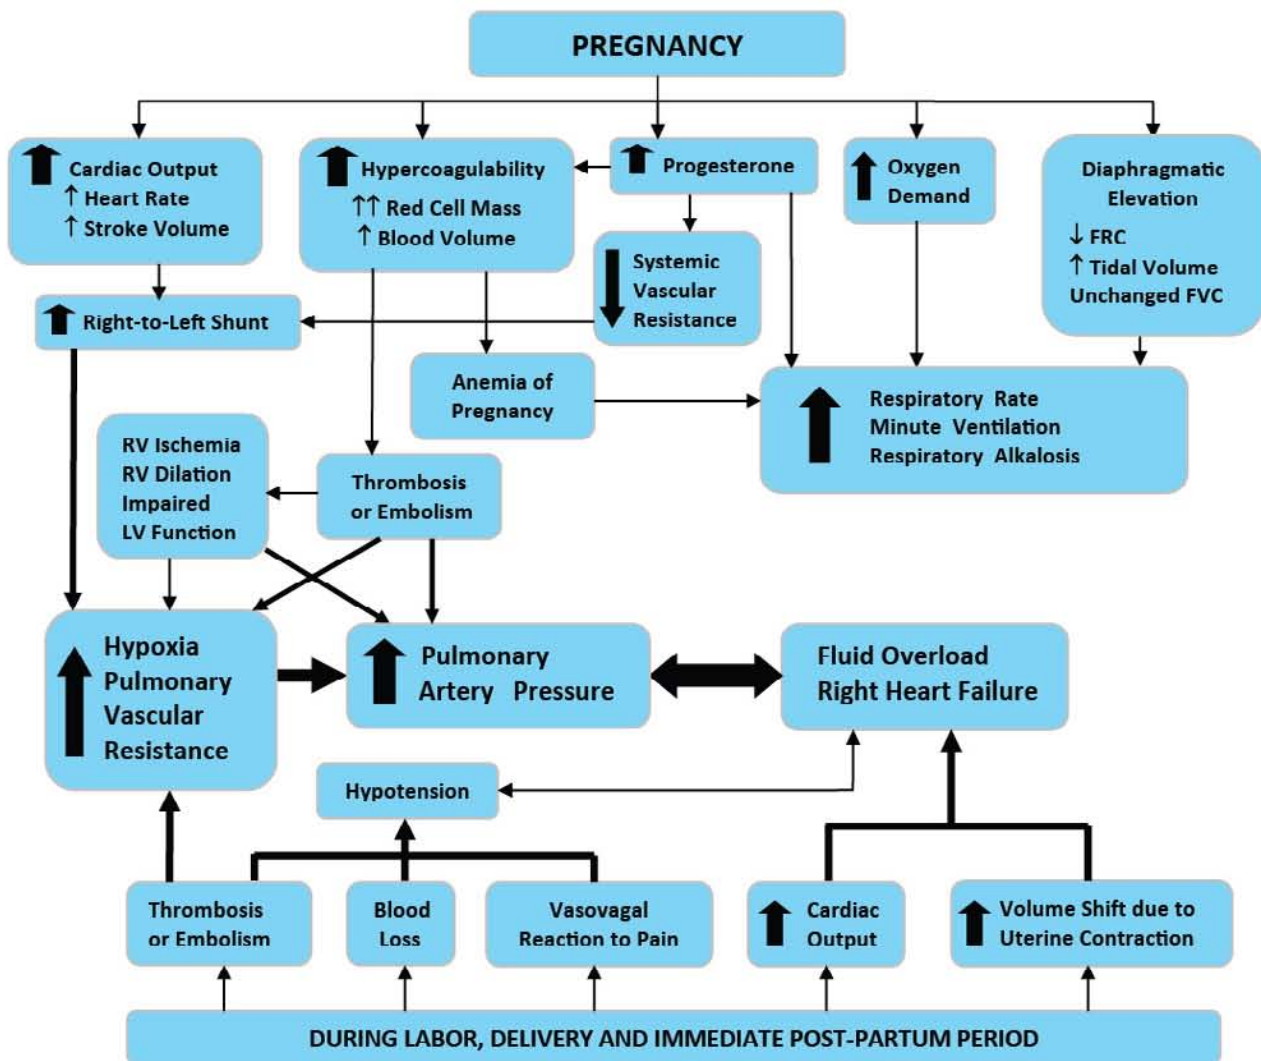 PREGNANCY
Cardiac Output
↑ Heart Rate
↑ Stroke Volume
Hypercoagulability
↑↑ Red Cell Mass
↑ Blood Volume
Progesterone
Oxygen
Demand
Diaphragmatic
Elevation
↓ FRC
↑ Tidal Volume
Unchanged FVC
Systemic
Vascular
Resistance
Right-to-Left Shunt
Anemia of
Pregnancy
Respiratory Rate
Minute Ventilation
Respiratory Alkalosis
RV Ischemia
RV Dilation
Impaired
LV Function
Thrombosis
or Embolism
Hypoxia
Pulmonary
Vascular
Resistance
Pulmonary
Artery Pressure
Fluid Overload
Right Heart Failure
Hypotension
Thrombosis
or Embolism
Blood
Loss
Vasovagal
Reaction to Pain
Cardiac
Output
Volume Shift due to
Uterine Contraction
DURING LABOR, DELIVERY AND IMMEDIATE POST-PARTUM PERIOD